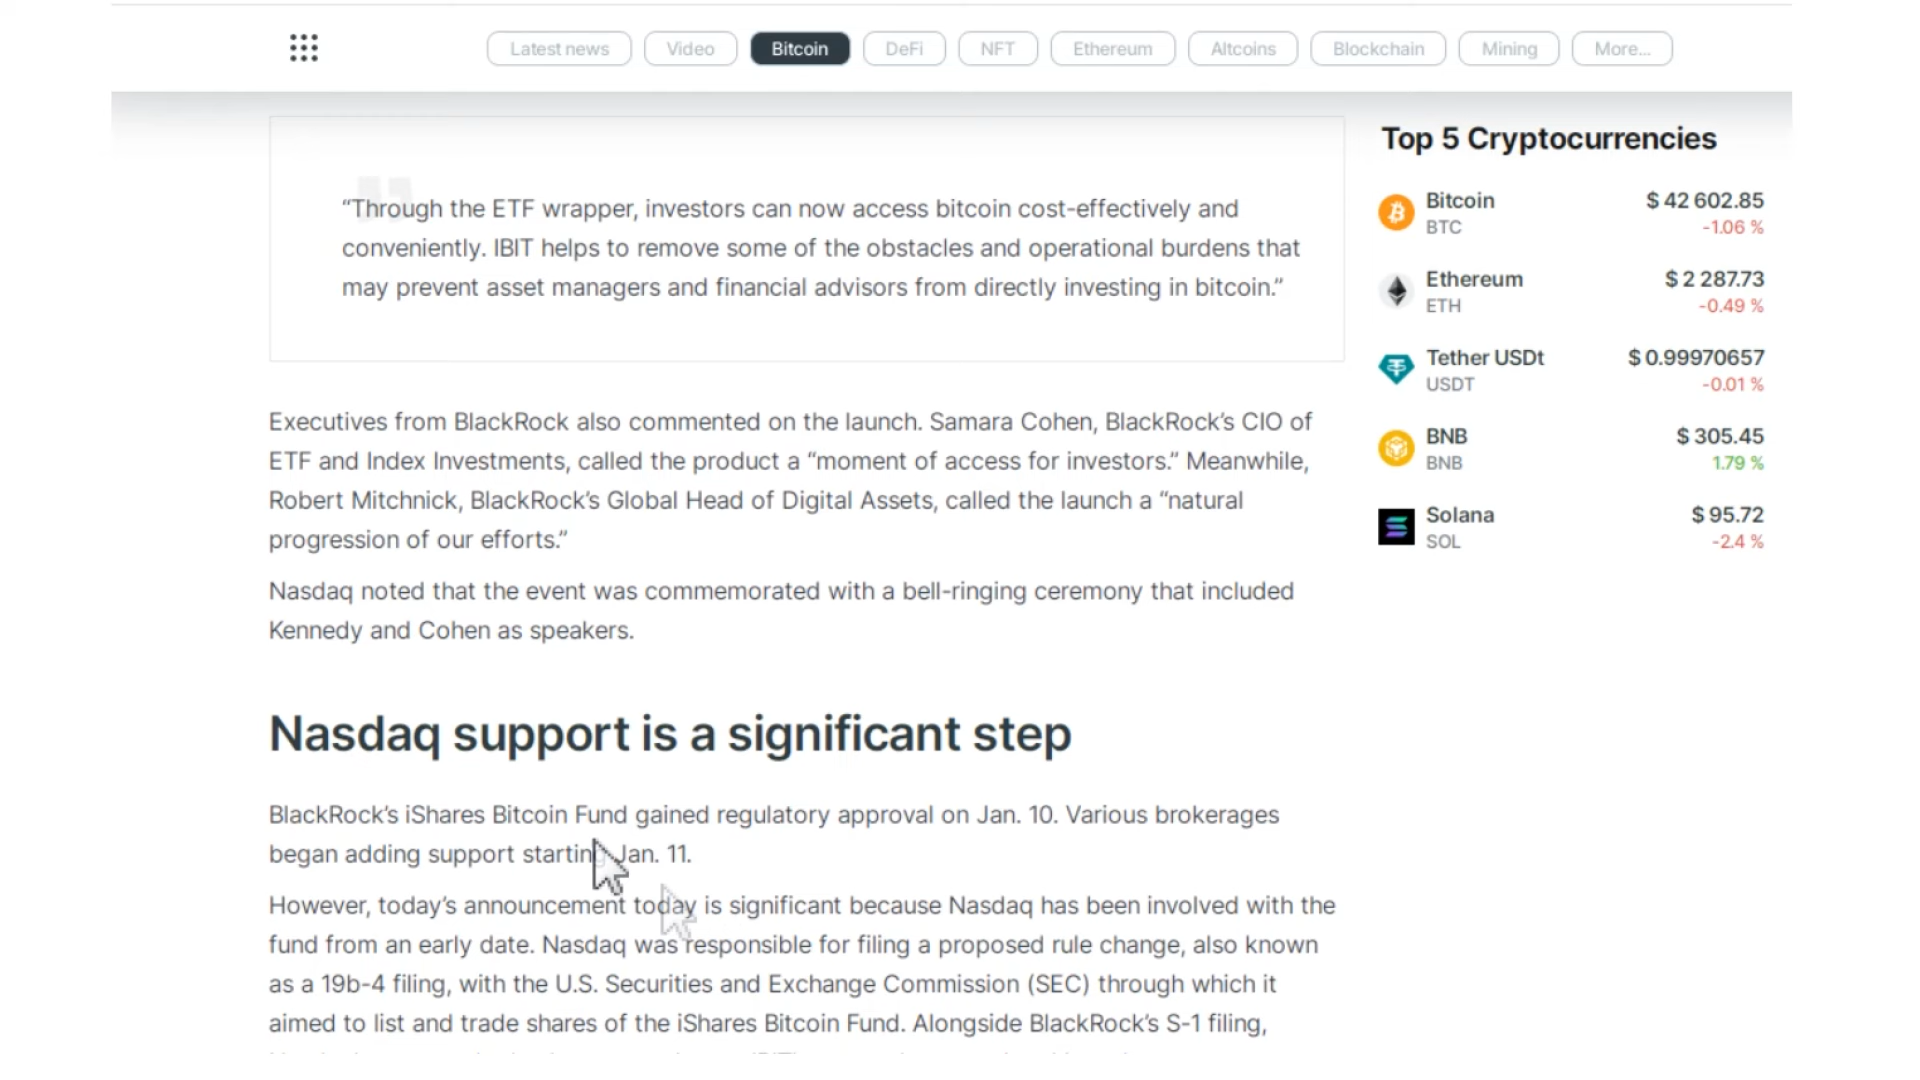 Latest news
Video
Bitcoin
DeFi
NFT
Ethereum
Altcoins
Blockchain
Mining
More...
“Through the ETF wrapper, investors can now access bitcoin cost-effectively and
conveniently. IBIT helps to remove some of the obstacles and operational burdens that
may prevent asset managers and financial advisors from directly investing in bitcoin.”
Executives from BlackRock also commented on the launch. Samara Cohen, BlackRock’s CIO of
ETF and Index Investments, called the product a “moment of access for investors.” Meanwhile,
Robert Mitchnick, BlackRock’s Global Head of Digital Assets, called the launch a “natural
progression of our efforts.”
Nasdaq noted that the event was commemorated with a bell-ringing ceremony that included
Kennedy and Cohen as speakers.
Nasdaq support is a significant step
BlackRock’s iShares Bitcoin Fund gained regulatory approval on Jan. 10. Various brokerages
began adding support starting Jan. 11.
However, today’s announcement today is significant because Nasdaq has been involved with the
fund from an early date. Nasdaq was responsible for filing a proposed rule change, also known
as a 19b-4 filing, with the U.S. Securities and Exchange Commission (SEC) through which it
aimed to list and trade shares of the iShares Bitcoin Fund. Alongside BlackRock’s S-1 filing,
Top 5 Cryptocurrencies
Bitcoin $ 42 602.85
BTC -1.06 %
Ethereum $ 2 287.73
ETH -0.49 %
Tether USDt $ 0.99970657
USDT -0.01 %
BNB $ 305.45
BNB 1.79 %
Solana $ 95.72
SOL -2.4 %